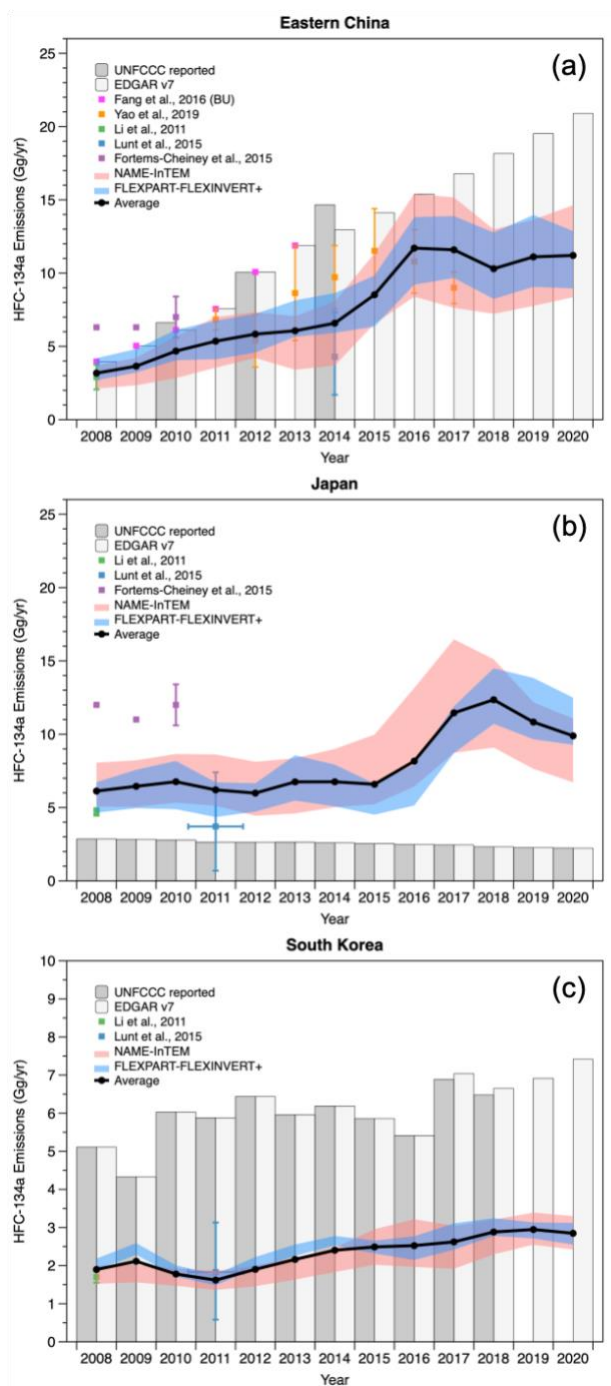 Eastern China
(a)
25
20
15
10
5
0
HFC-134a Emissions (Gg/yr)
UNFCCC reported
EDGAR v7
Fang et al., 2016 (BU)
Yao et al., 2019
Li et al., 2011
Lunt et al., 2015
Fortems-Cheiney et al., 2015
NAME-InTEM
FLEXPART-FLEXINVERT+
Average
2008 2009 2010 2011 2012 2013 2014 2015 2016 2017 2018 2019 2020
Year
Japan
(b)
25
20
15
10
5
0
HFC-134a Emissions (Gg/yr)
UNFCCC reported
EDGAR v7
Li et al., 2011
Lunt et al., 2015
Fortems-Cheiney et al., 2015
NAME-InTEM
FLEXPART-FLEXINVERT+
Average
2008 2009 2010 2011 2012 2013 2014 2015 2016 2017 2018 2019 2020
Year
South Korea
(c)
10
9
8
7
6
5
4
3
2
1
0
HFC-134a Emissions (Gg/yr)
UNFCCC reported
EDGAR v7
Li et al., 2011
Lunt et al., 2015
NAME-InTEM
FLEXPART-FLEXINVERT+
Average
2008 2009 2010 2011 2012 2013 2014 2015 2016 2017 2018 2019 2020
Year